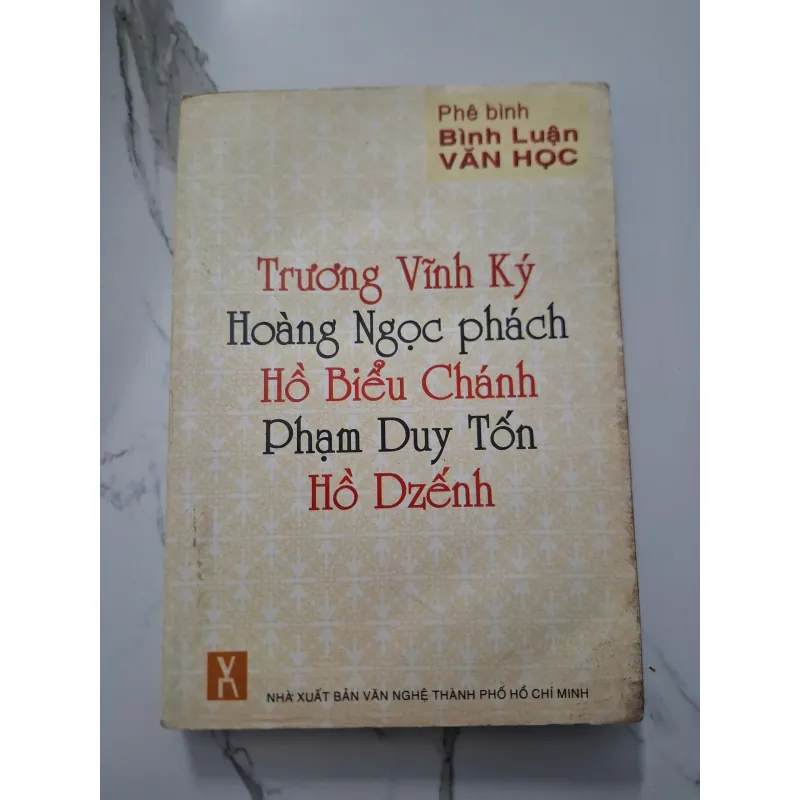 Phê bình
Bình Luận
VĂN HỌC
Trương Vĩnh Ký
Hoàng Ngọc phách
Hồ Biểu Chánh
Phạm Duy Tốn
Hồ Dzếnh
NHÀ XUẤT BẢN VĂN NGHỆ THÀNH PHỐ HỒ CHÍ MINH